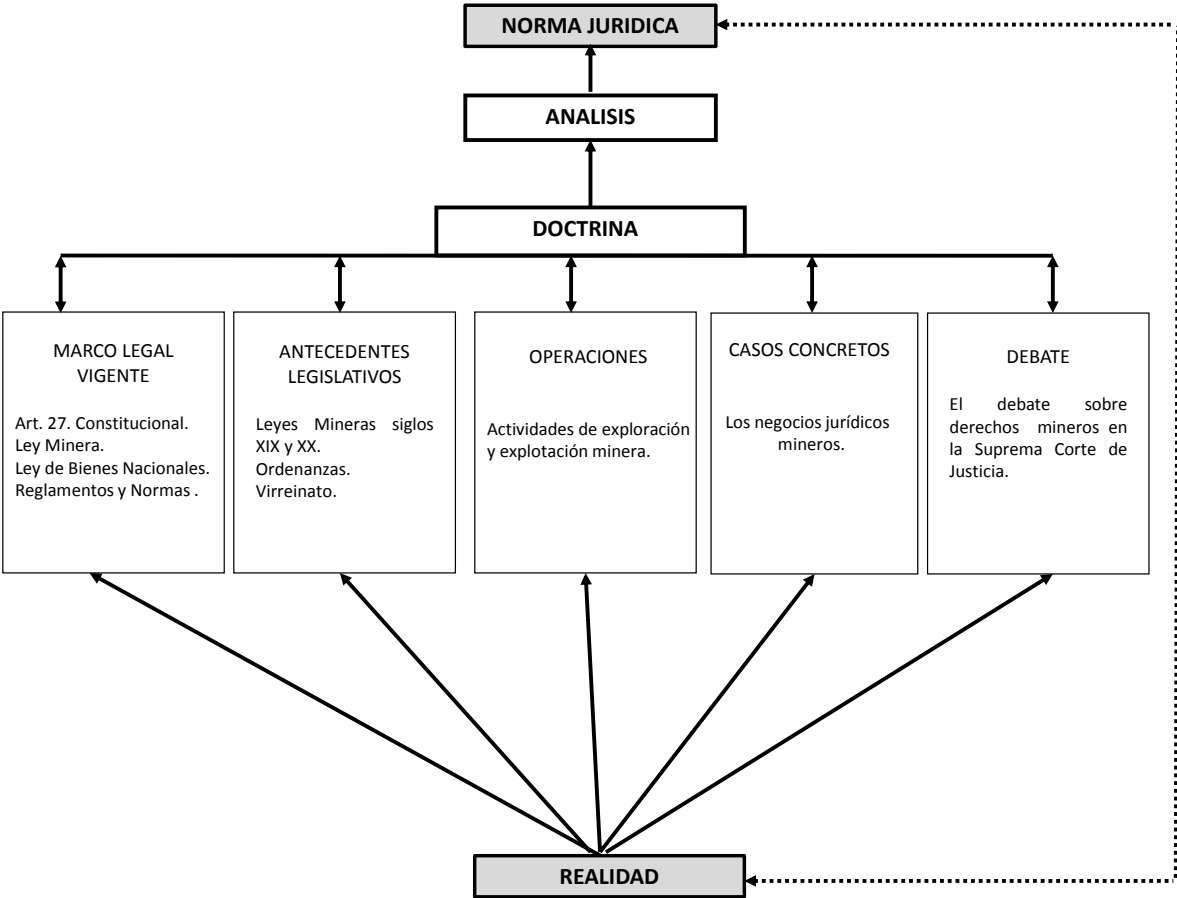 NORMA JURIDICA
ANALISIS
DOCTRINA
MARCO LEGAL
VIGENTE
Art. 27. Constitucional.
Ley Minera.
Ley de Bienes Nacionales.
Reglamentos y Normas .
ANTECEDENTES
LEGISLATIVOS
Leyes Mineras siglos
XIX y XX.
Ordenanzas.
Virreinato.
OPERACIONES
Actividades de exploración
y explotación minera.
CASOS CONCRETOS
Los negocios jurídicos
mineros.
DEBATE
El debate sobre
derechos mineros en
la Suprema Corte de
Justicia.
REALIDAD